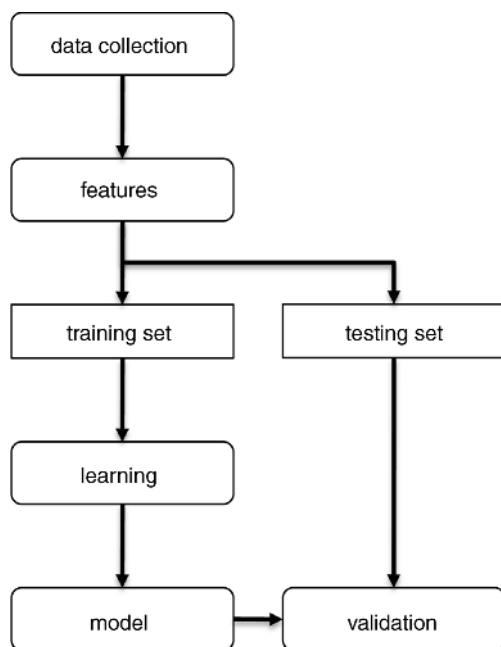 data collection
features
training set
testing set
learning
model
validation